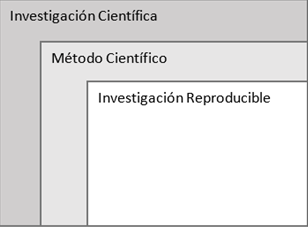 Investigación Científica
Método Científico
Investigación Reproducible